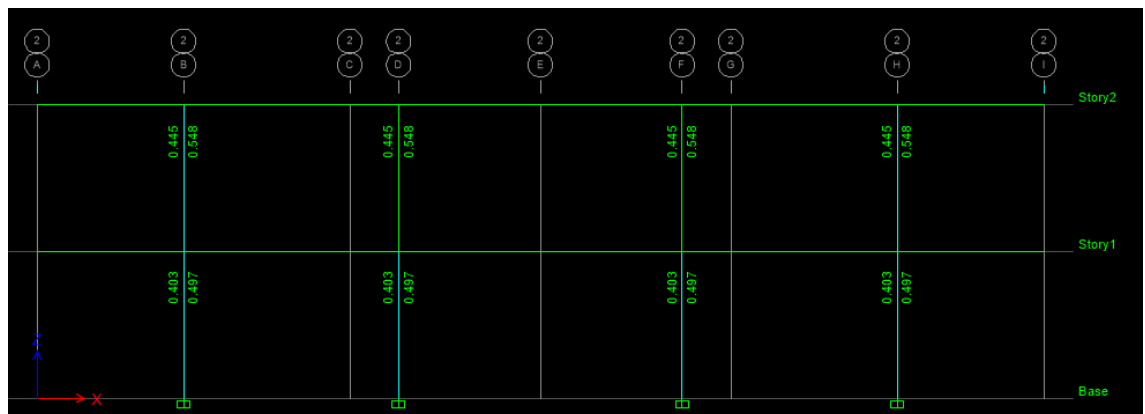 2 2 2 2 2 2 2 2 2
A B C D E F G H I
Story2
0.445 0.548 0.445 0.548 0.445 0.548 0.445 0.548
Story1
0.403 0.497 0.403 0.497 0.403 0.497 0.403 0.497
Z
X
Base